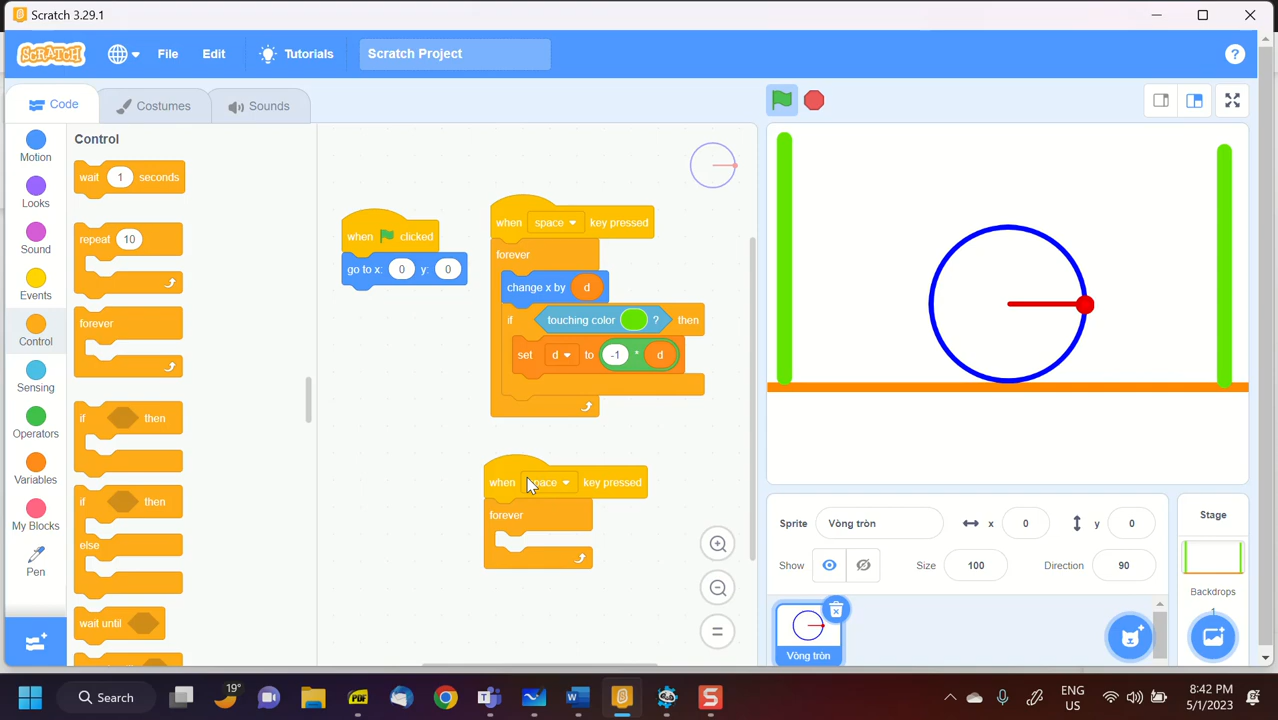 Scratch 3.29.1
SCRATCH File Edit Tutorials Scratch Project ?
Code Costumes Sounds
Motion
Looks
Sound
Events
Control
Sensing
Operators
Variables
My Blocks
Pen
Control
wait 1 seconds
repeat 10
forever
if then
if then
else
wait until
when clicked
go to x: 0 y: 0
when space key pressed
forever
change x by d
if touching color ? then
set d to -1 * d
when space key pressed
forever
Sprite Vòng tròn x 0 y 0
Show Size 100 Direction 90
Vòng tròn
Stage
Backdrops
1
Search 19° ENG
US 8:42 PM
5/1/2023